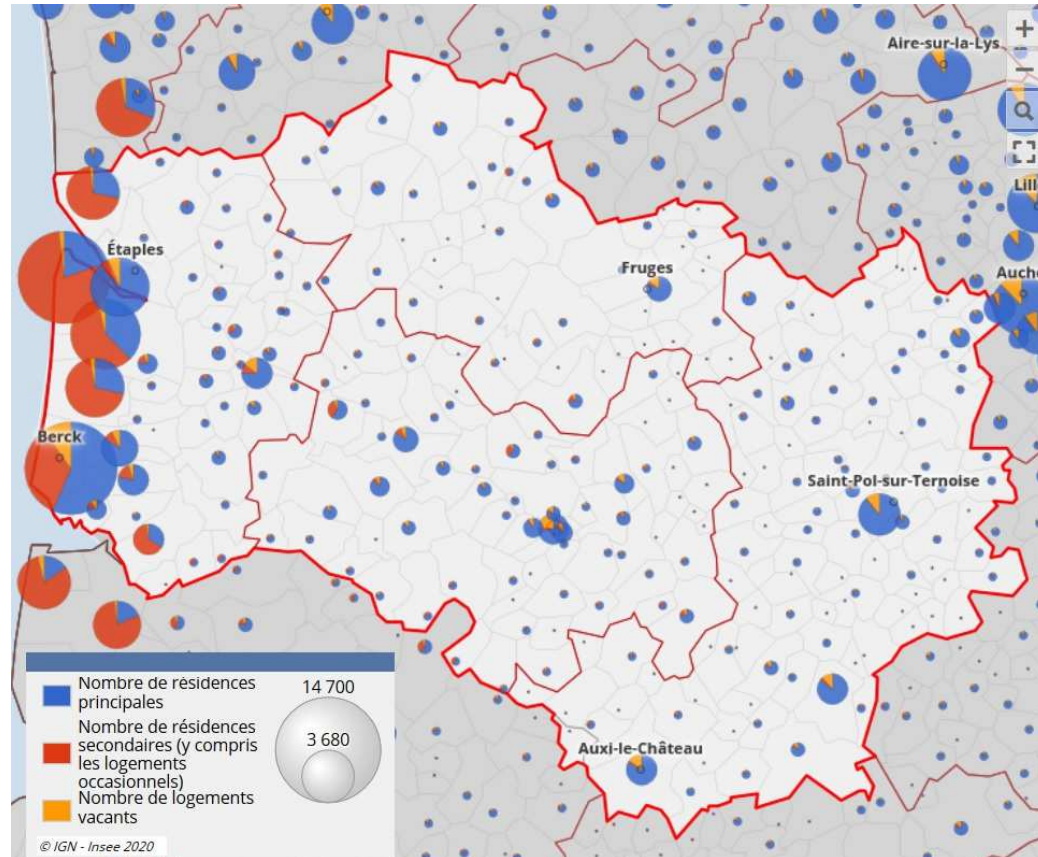 Aire-sur-la-Lys
+
−
Lill
Étaples
Fruges
Auche
Berck
Saint-Pol-sur-Ternoise
Auxi-le-Château
Nombre de résidences
principales
14 700
Nombre de résidences
secondaires (y compris
les logements
occasionnels)
3 680
Nombre de logements
vacants
© IGN - Insee 2020